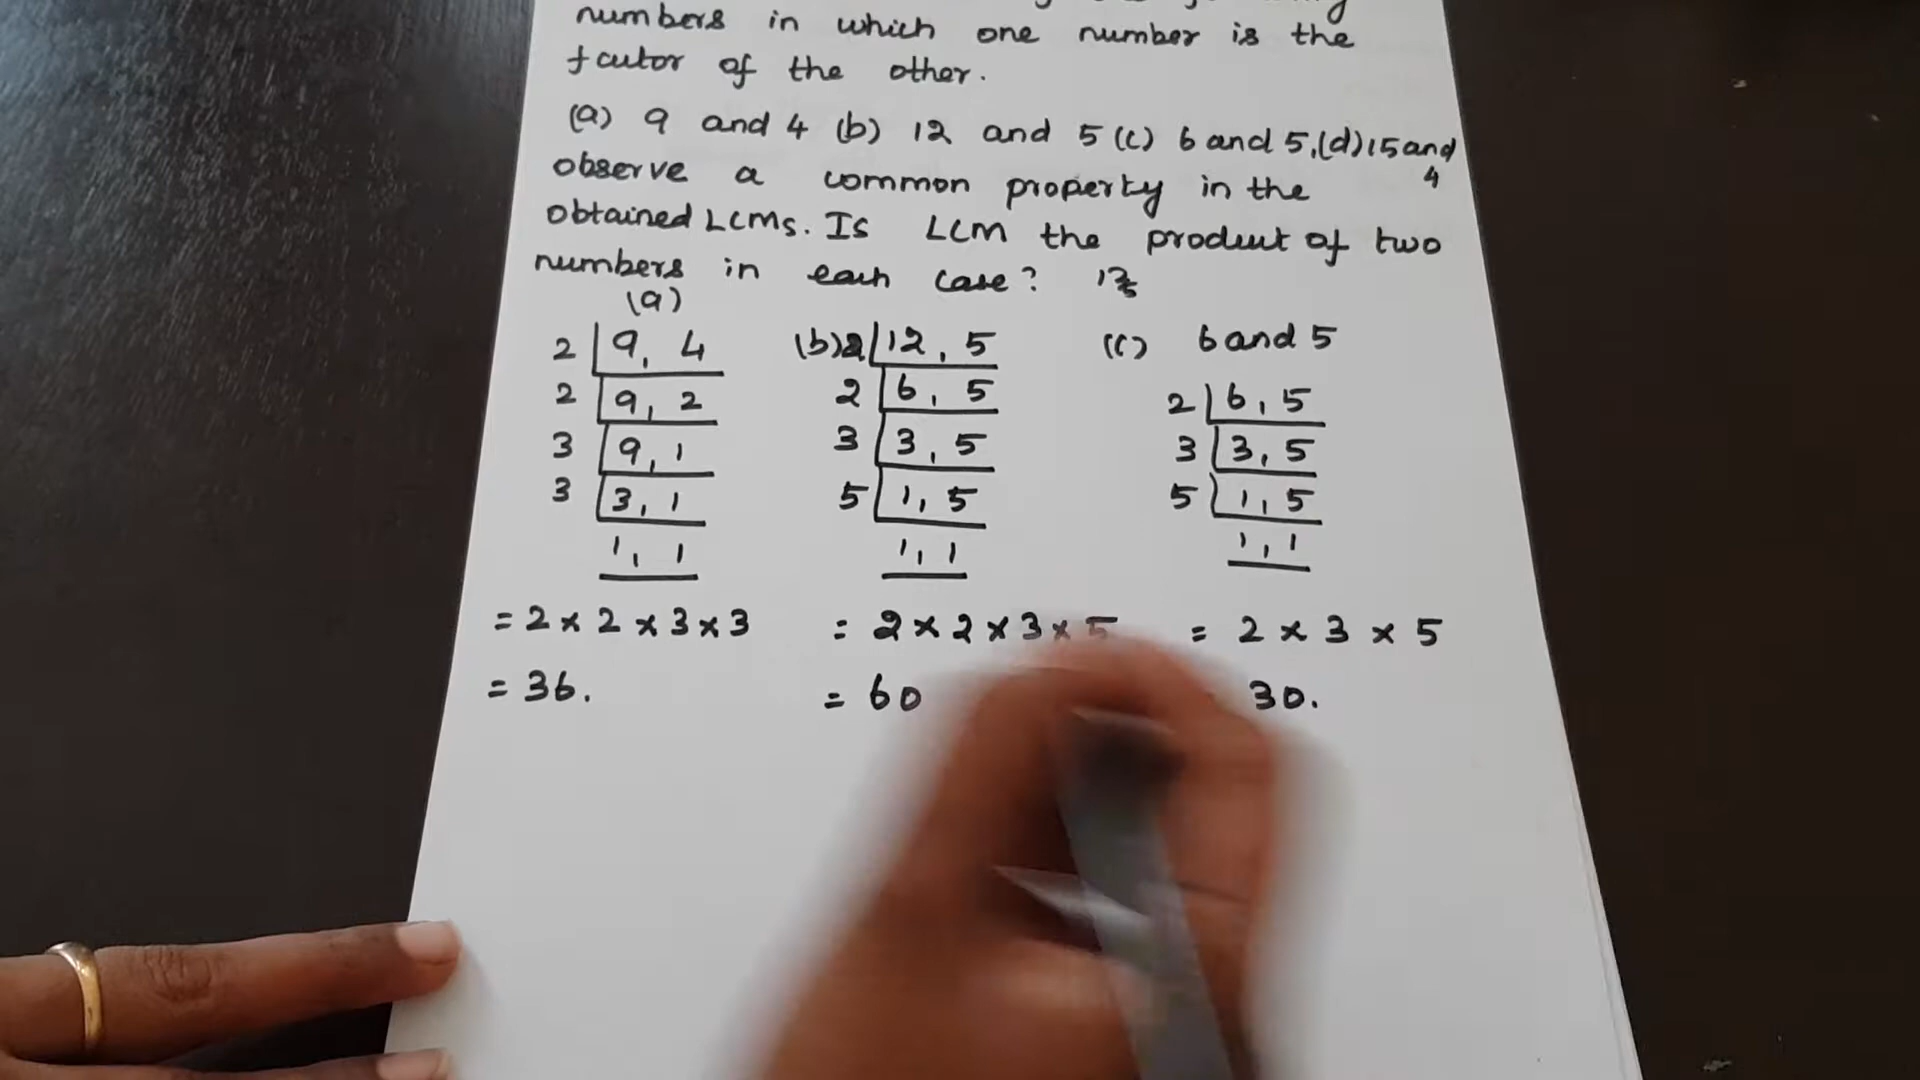 numbers in which one number is the
factor of the other.
(a) 9 and 4 (b) 12 and 5 (c) 6 and 5, (d) 15 and
4
observe a common property in the
obtained LCMs. Is LCM the product of two
numbers in each case?
(a)
2 9, 4
2 9, 2
3 9, 1
3 3, 1
1, 1
= 2 × 2 × 3 × 3
= 36.
(b) 2 12, 5
2 6, 5
3 3, 5
5 1, 5
1, 1
= 2 × 2 × 3 × 5
= 60
(c) 6 and 5
2 6, 5
3 3, 5
5 1, 5
1, 1
= 2 × 3 × 5
30.